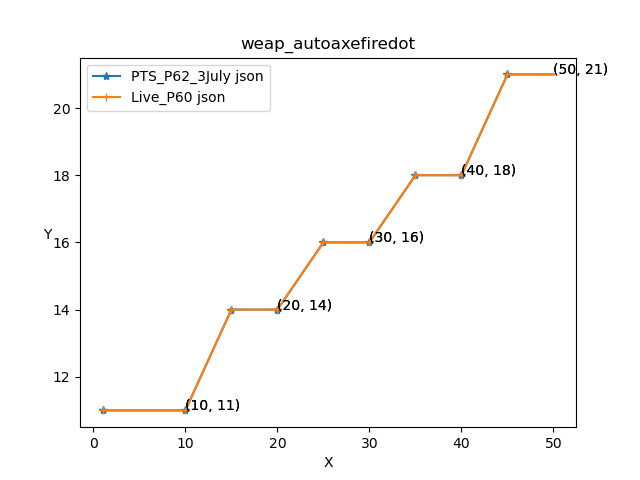 weap_autoaxefiredot
PTS_P62_3July json
Live_P60 json
(50, 21)
(40, 18)
(30, 16)
(20, 14)
(10, 11)
Y
20
18
16
14
12
0 10 20 30 40 50
X